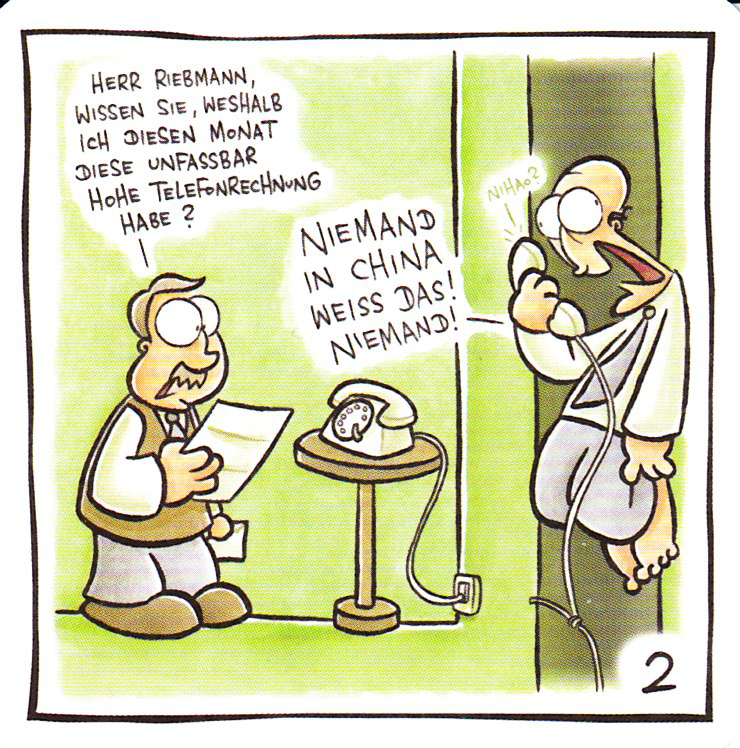 HERR RIEBMANN,
WISSEN SIE, WESHALB
ICH DIESEN MONAT
DIESE UNFASSBAR
HOHE TELEFONRECHNUNG
HABE?
NIHAO?
NIEMAND
IN CHINA
WEISS DAS!
NIEMAND!
2